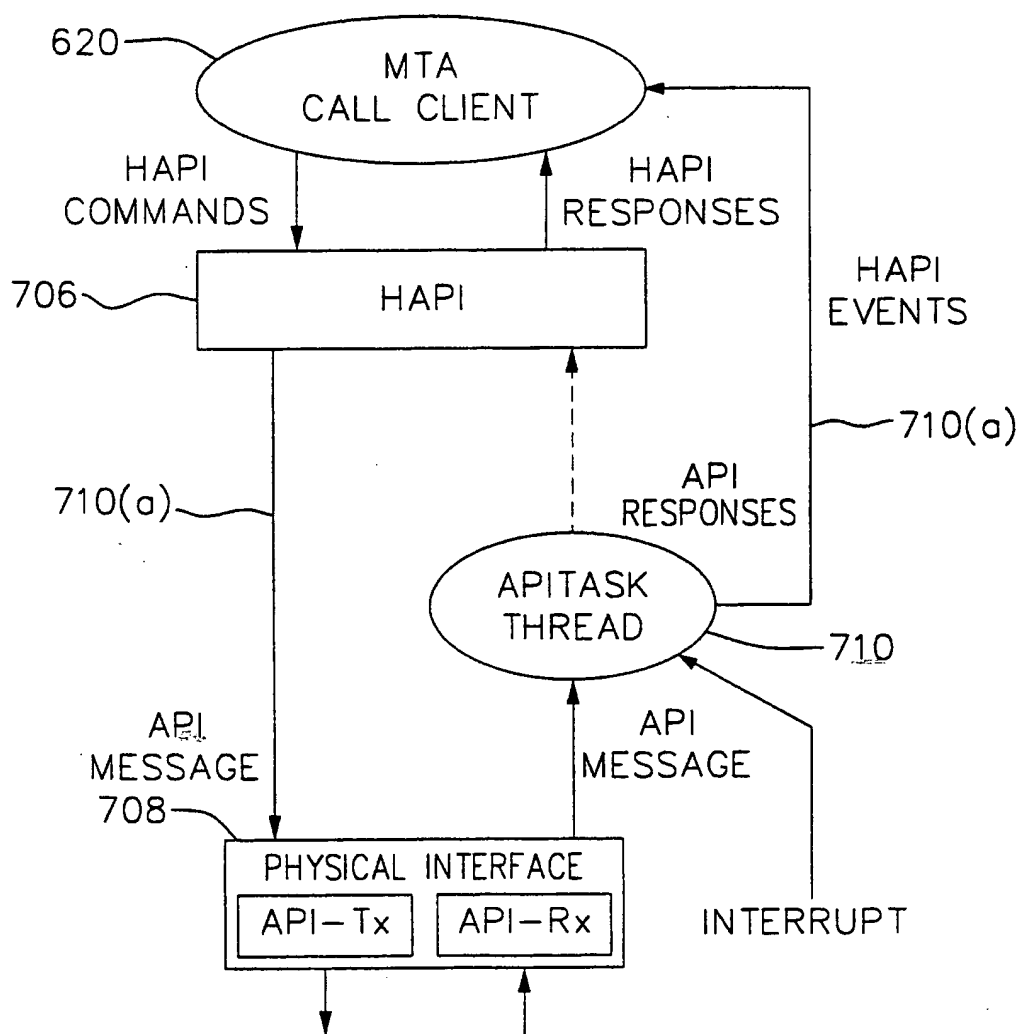 620
MTA
CALL CLIENT
HAPI
COMMANDS
HAPI
RESPONSES
706
HAPI
HAPI
EVENTS
710(a)
710(a)
API
RESPONSES
APITASK
THREAD
710
API
MESSAGE
API
MESSAGE
708
PHYSICAL INTERFACE
API-Tx
API-Rx
INTERRUPT